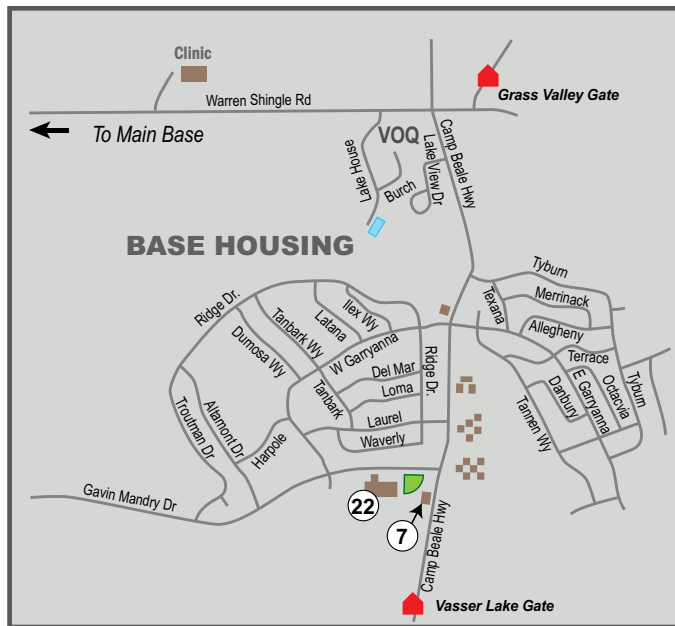 Clinic
Grass Valley Gate
Warren Shingle Rd
To Main Base
VOQ
Lake House
Burch
Lake View Dr
Camp Beale Hwy
BASE HOUSING
Tyburn
Merrinack
Texana
Allegheny
Terrace
Ridge Dr.
Ilex Wy
Latana
Tanbark Wy
Dumosa Wy
W Garryanna
Ridge Dr.
Del Mar
Loma
Tanbark
Laurel
Waverly
Danbury
E Garryanna
Octacvia
Tyburn
Tannen Wy
Troutman Dr
Altamont Dr
Harpole
Gavin Mandry Dr
22
7
Camp Beale Hwy
Vasser Lake Gate